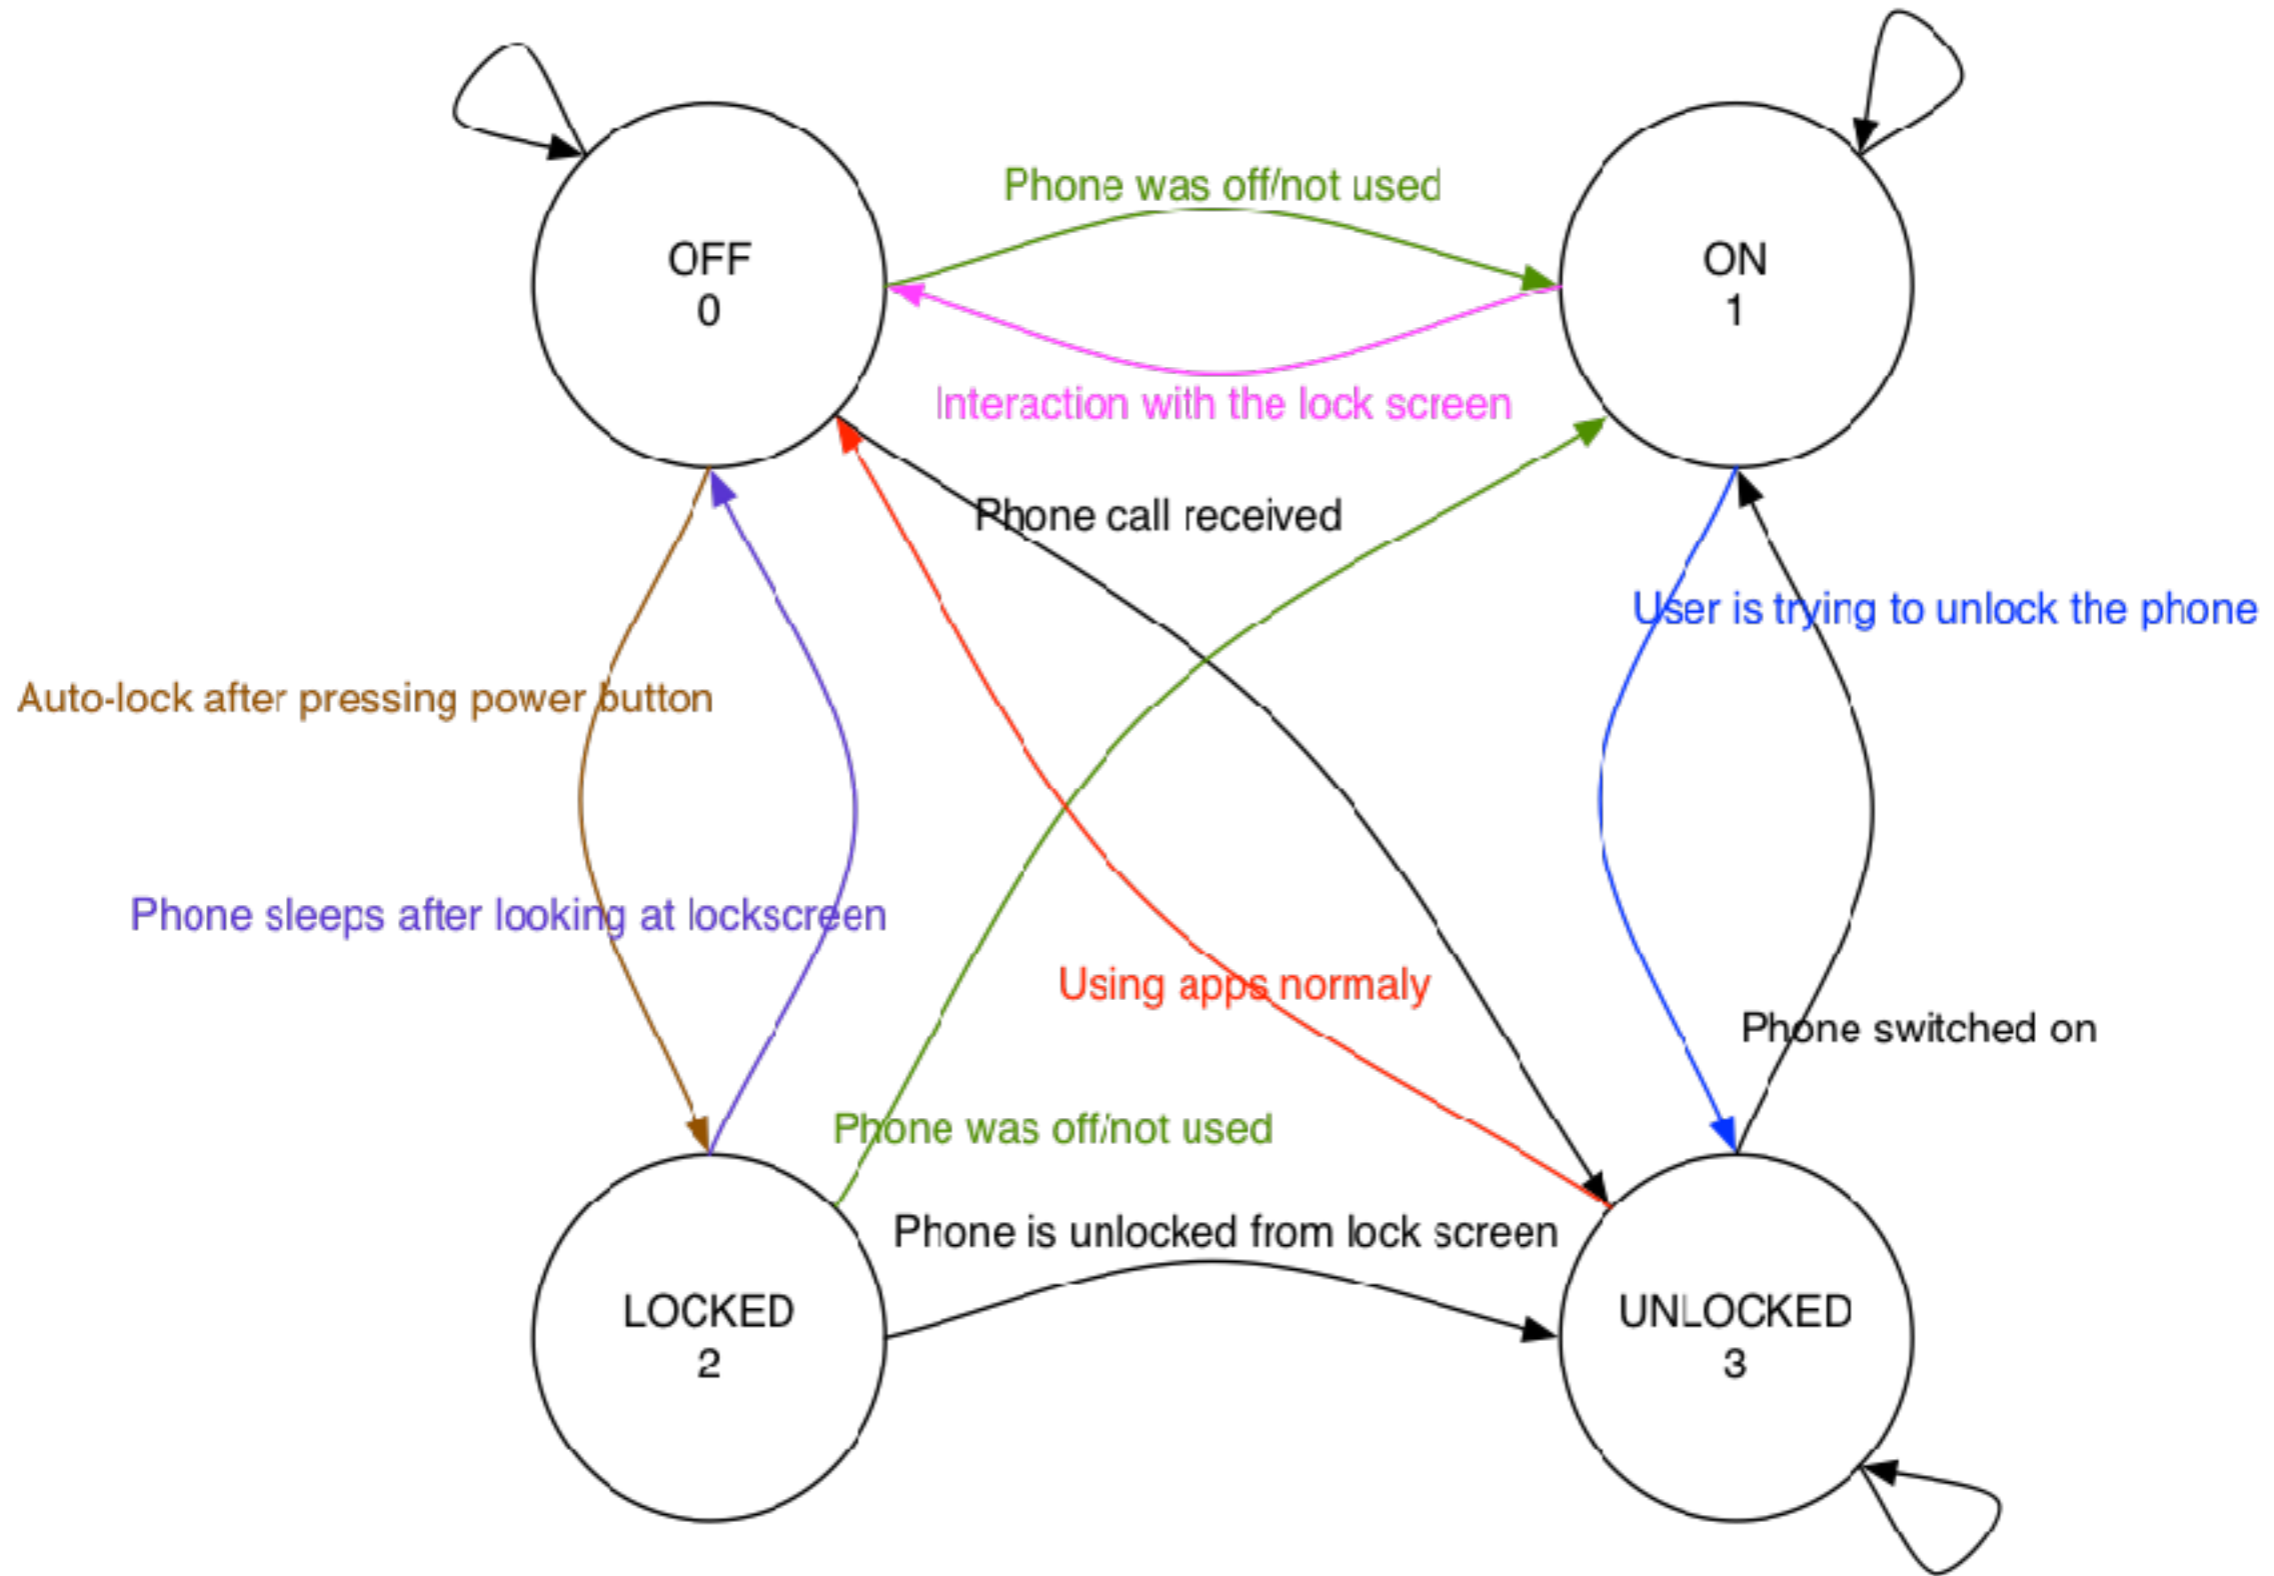 Phone was off/not used
OFF
0
ON
1
Interaction with the lock screen
Phone call received
User is trying to unlock the phone
Auto-lock after pressing power button
Phone sleeps after looking at lockscreen
Using apps normaly
Phone switched on
Phone was off/not used
Phone is unlocked from lock screen
LOCKED
2
UNLOCKED
3